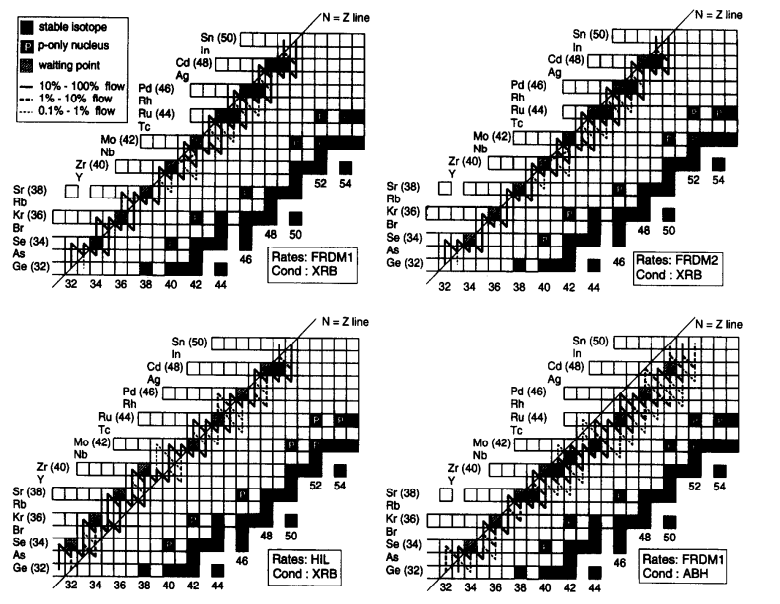 stable isotope
P p-only nucleus
waiting point
10% - 100% flow
1% - 10% flow
0.1% - 1% flow
N = Z line
Sn (50)
In
Cd (48)
Ag
Pd (46)
Rh
Ru (44)
Tc
Mo (42)
Nb
Zr (40)
Y
Sr (38)
Rb
Kr (36)
Br
Se (34)
As
Ge (32)
32 34 36 38 40 42 44
46
48
50
52
54
Rates: FRDM1
Cond : XRB
N = Z line
Sn (50)
In
Cd (48)
Ag
Pd (46)
Rh
Ru (44)
Tc
Mo (42)
Nb
Zr (40)
Y
Sr (38)
Rb
Kr (36)
Br
Se (34)
As
Ge (32)
32 34 36 38 40 42 44
46
48
50
52
54
Rates: FRDM2
Cond : XRB
N = Z line
Sn (50)
In
Cd (48)
Ag
Pd (46)
Rh
Ru (44)
Tc
Mo (42)
Nb
Zr (40)
Y
Sr (38)
Rb
Kr (36)
Br
Se (34)
As
Ge (32)
32 34 36 38 40 42 44
46
48
50
52
54
Rates: HIL
Cond : XRB
N = Z line
Sn (50)
In
Cd (48)
Ag
Pd (46)
Rh
Ru (44)
Tc
Mo (42)
Nb
Zr (40)
Y
Sr (38)
Rb
Kr (36)
Br
Se (34)
As
Ge (32)
32 34 36 38 40 42 44
46
48
50
52
54
Rates: FRDM1
Cond : ABH